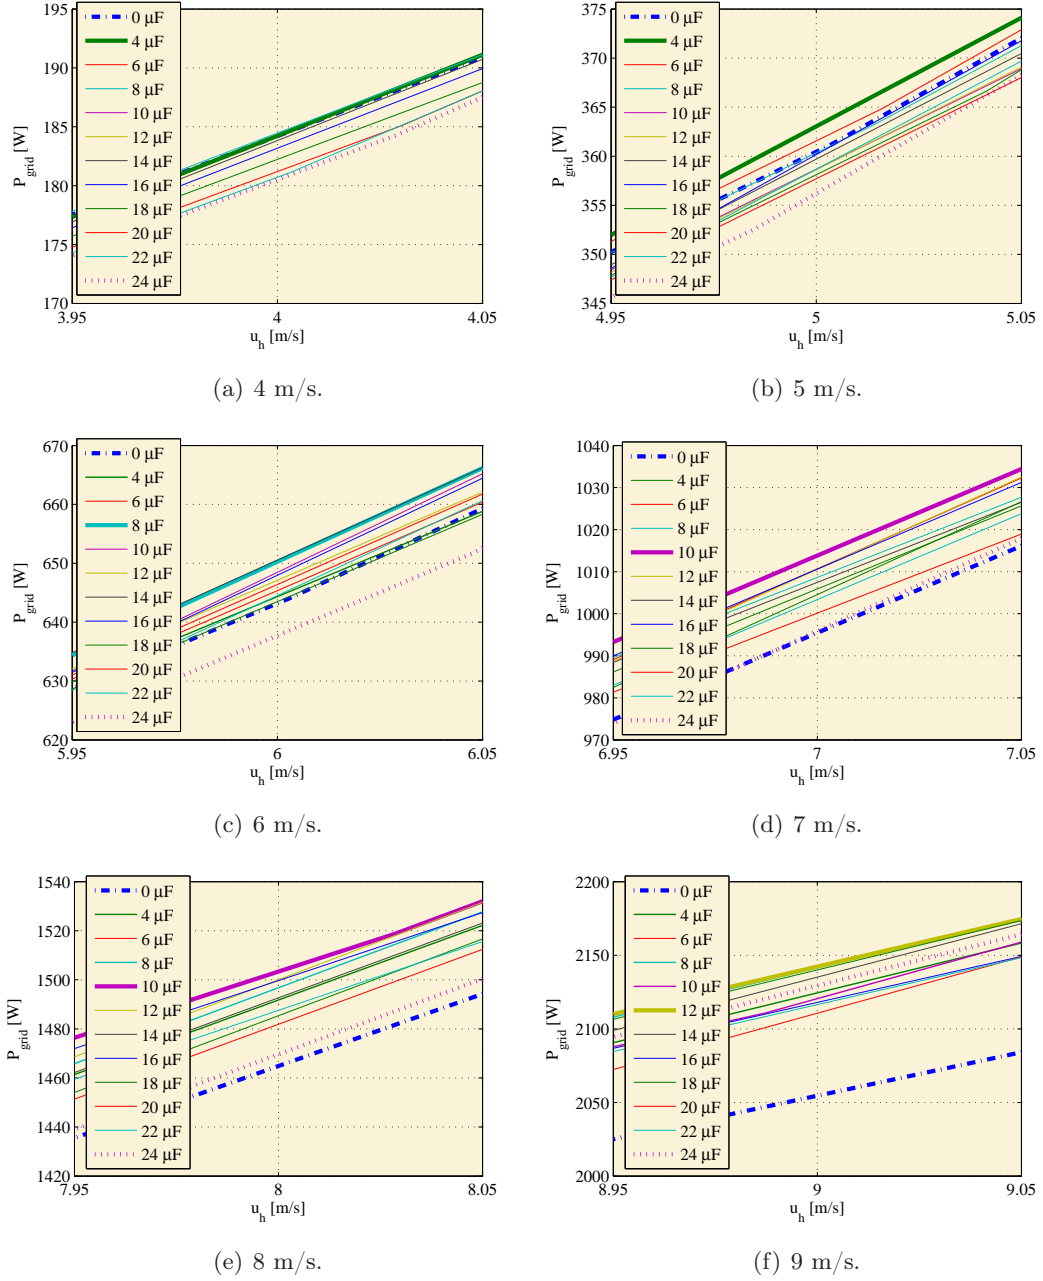 195
190
185
180
175
170
P_grid [W]
0 μF
4 μF
6 μF
8 μF
10 μF
12 μF
14 μF
16 μF
18 μF
20 μF
22 μF
24 μF
3.95
4
4.05
u_h [m/s]
(a) 4 m/s.
375
370
365
360
355
350
345
P_grid [W]
0 μF
4 μF
6 μF
8 μF
10 μF
12 μF
14 μF
16 μF
18 μF
20 μF
22 μF
24 μF
4.95
5
5.05
u_h [m/s]
(b) 5 m/s.
670
660
650
640
630
620
P_grid [W]
0 μF
4 μF
6 μF
8 μF
10 μF
12 μF
14 μF
16 μF
18 μF
20 μF
22 μF
24 μF
5.95
6
6.05
u_h [m/s]
(c) 6 m/s.
1040
1030
1020
1010
1000
990
980
970
P_grid [W]
0 μF
4 μF
6 μF
8 μF
10 μF
12 μF
14 μF
16 μF
18 μF
20 μF
22 μF
24 μF
6.95
7
7.05
u_h [m/s]
(d) 7 m/s.
1540
1520
1500
1480
1460
1440
1420
P_grid [W]
0 μF
4 μF
6 μF
8 μF
10 μF
12 μF
14 μF
16 μF
18 μF
20 μF
22 μF
24 μF
7.95
8
8.05
u_h [m/s]
(e) 8 m/s.
2200
2150
2100
2050
2000
P_grid [W]
0 μF
4 μF
6 μF
8 μF
10 μF
12 μF
14 μF
16 μF
18 μF
20 μF
22 μF
24 μF
8.95
9
9.05
u_h [m/s]
(f) 9 m/s.